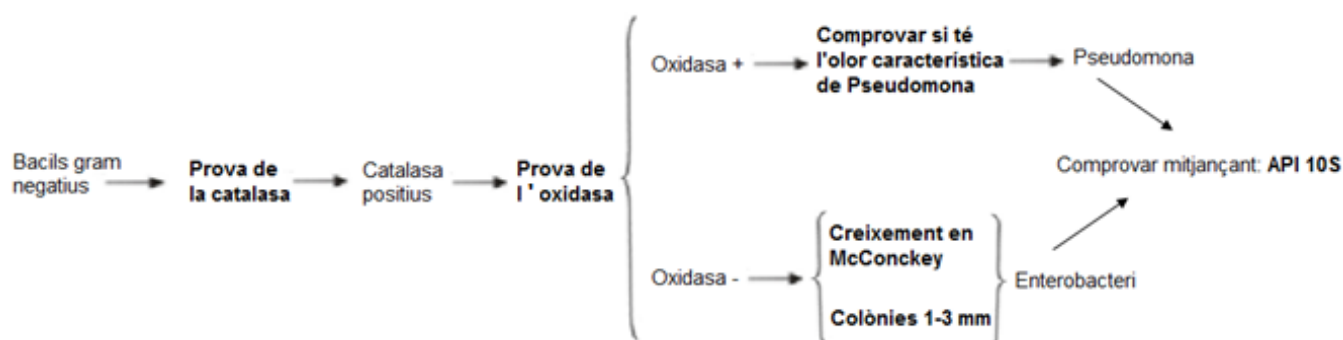 Bacils gram
negatius
Prova de
la catalasa
Catalasa
positius
Prova de
l'oxidasa
Oxidasa +
Comprovar si té
l'olor característica
de Pseudomona
Pseudomona
Oxidasa -
Creixement en
McConckey
Colònies 1-3 mm
Enterobacteri
Comprovar mitjançant: API 10S